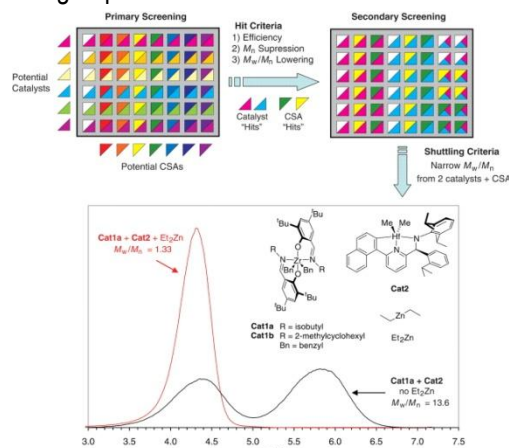 Primary Screening
Hit Criteria
1) Efficiency
2) Mn Supression
3) Mw/Mn Lowering
Secondary Screening
Potential
Catalysts
Catalyst
"Hits"
CSA
"Hits"
Potential CSAs
Shuttling Criteria
Narrow Mw/Mn
from 2 catalysts + CSA
Cat1a + Cat2 + Et2Zn
Mw/Mn = 1.33
tBu
tBu
R
O
N
Bn
Zr
Bn
N
O
R
tBu
tBu
Me
Me
Hf
N
N
Cat2
Cat1a R = isobutyl
Cat1b R = 2-methylcyclohexyl
Bn = benzyl
Zn
Et2Zn
Cat1a + Cat2
no Et2Zn
Mw/Mn = 13.6
3.0 3.5 4.0 4.5 5.0 5.5 6.0 6.5 7.0 7.5